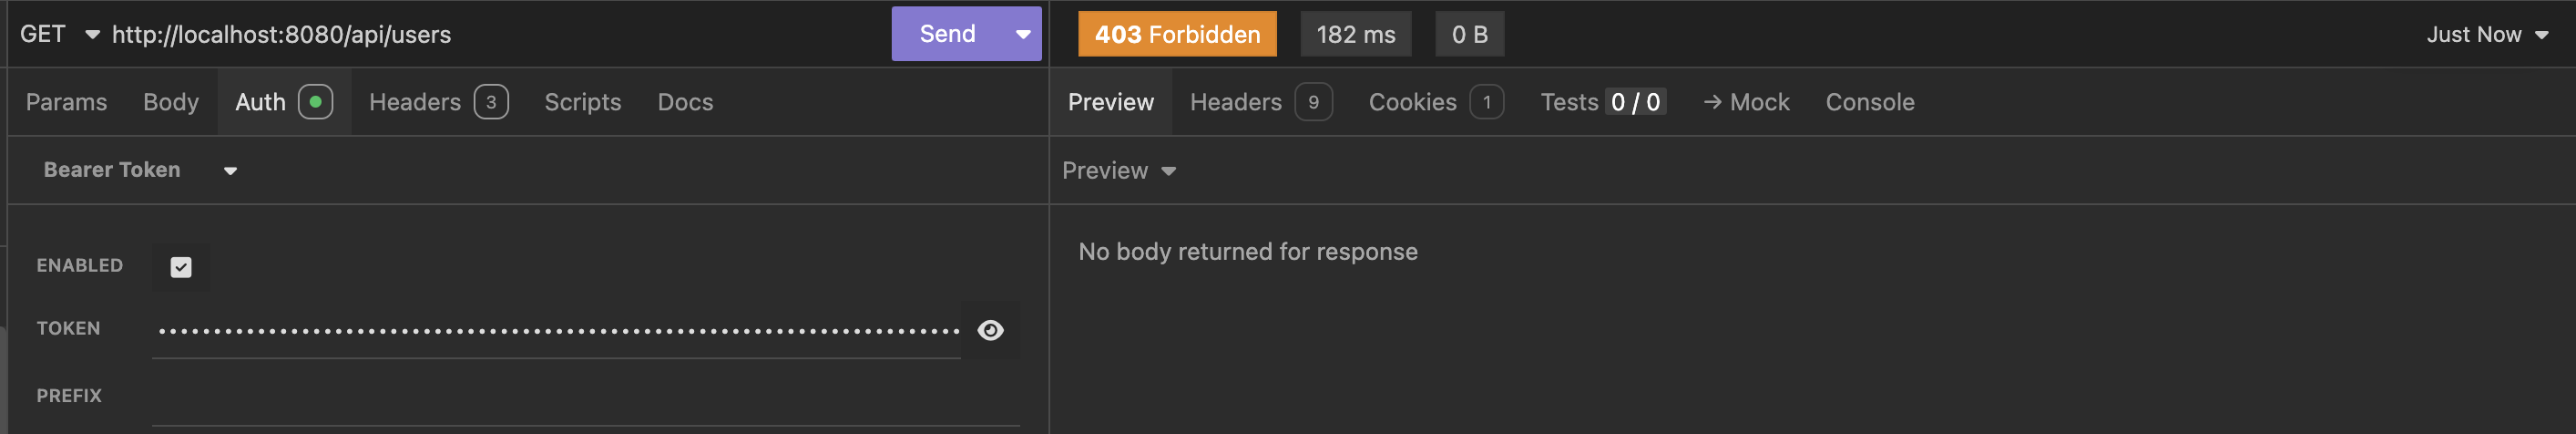 GET http://localhost:8080/api/users Send
403 Forbidden 182 ms 0 B Just Now
Params Body Auth Headers 3 Scripts Docs
Preview Headers 9 Cookies 1 Tests 0 / 0 → Mock Console
Bearer Token
Preview
ENABLED
No body returned for response
TOKEN ••••••••••••••••••••••••••••••••••••••••••••••••••••••••••••••••••••••••
PREFIX